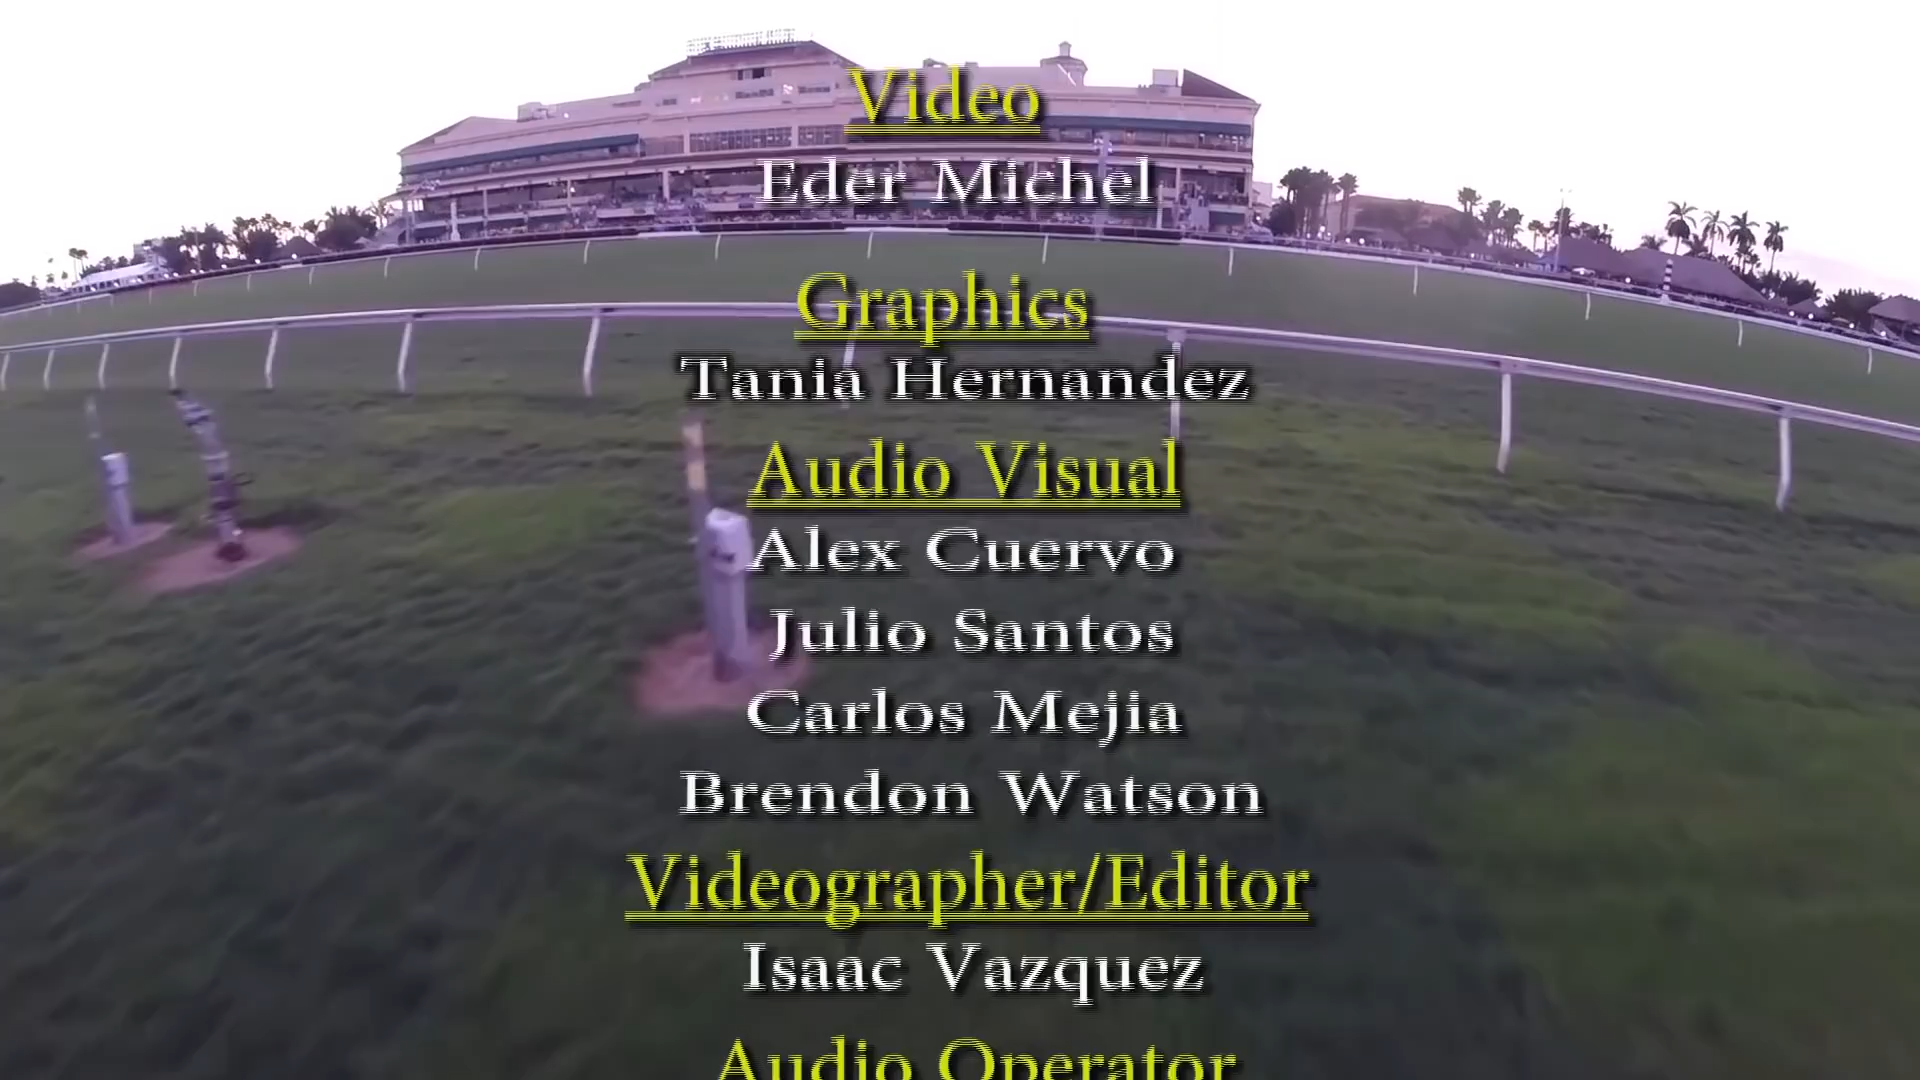 Video
Eder Michel
Graphics
Tania Hernandez
Audio Visual
Alex Cuervo
Julio Santos
Carlos Mejia
Brendon Watson
Videographer/Editor
Isaac Vazquez
Audio Operator